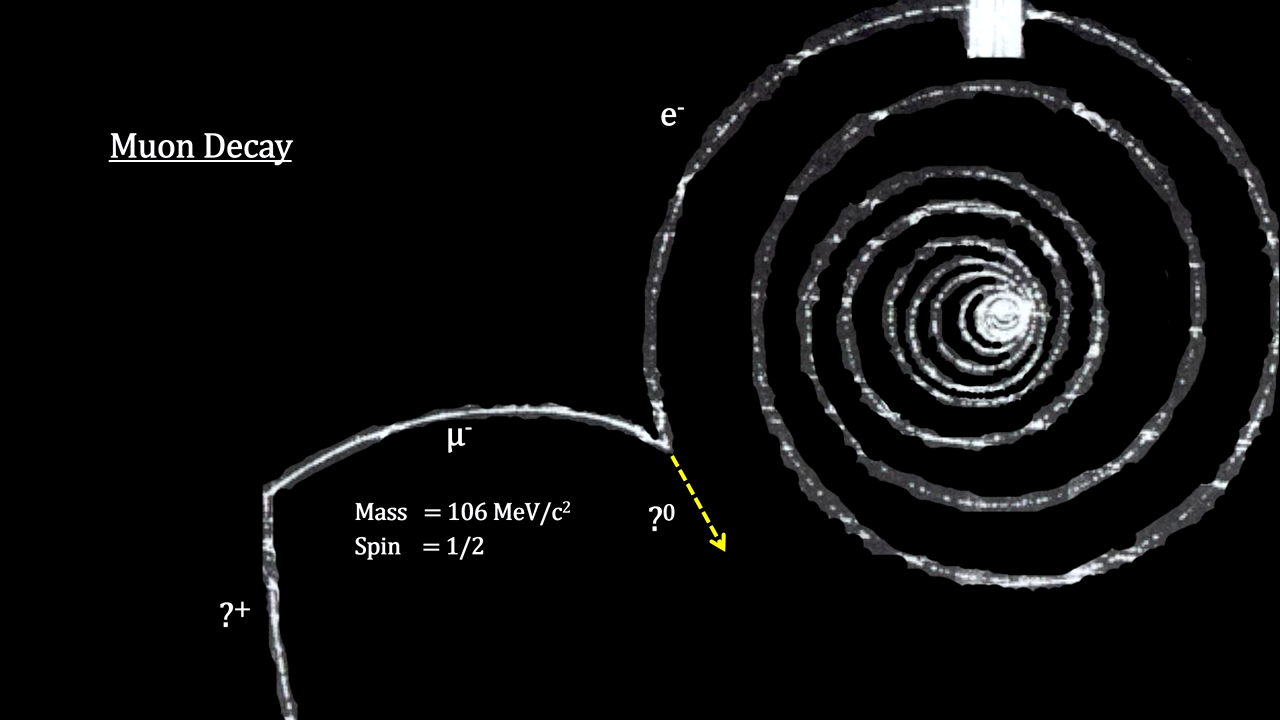 Muon Decay
e⁻
μ⁻
Mass = 106 MeV/c²
Spin = 1/2
?⁰
?⁺